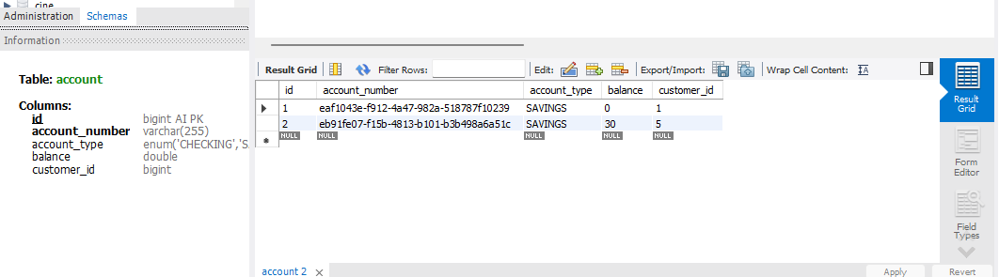 cine
Administration Schemas
Information
Table: account
Columns:
id bigint AI PK
account_number varchar(255)
account_type enum('CHECKING','S
balance double
customer_id bigint
Result Grid Filter Rows: Edit: Export/Import: Wrap Cell Content:
id account_number account_type balance customer_id
1 eaf1043e-f912-4a47-982a-518787f10239 SAVINGS 0 1
2 eb91fe07-f15b-4813-b101-b3b498a6a51c SAVINGS 30 5
NULL NULL NULL NULL NULL
Result
Grid
Form
Editor
Field
Types
account 2
Apply Revert